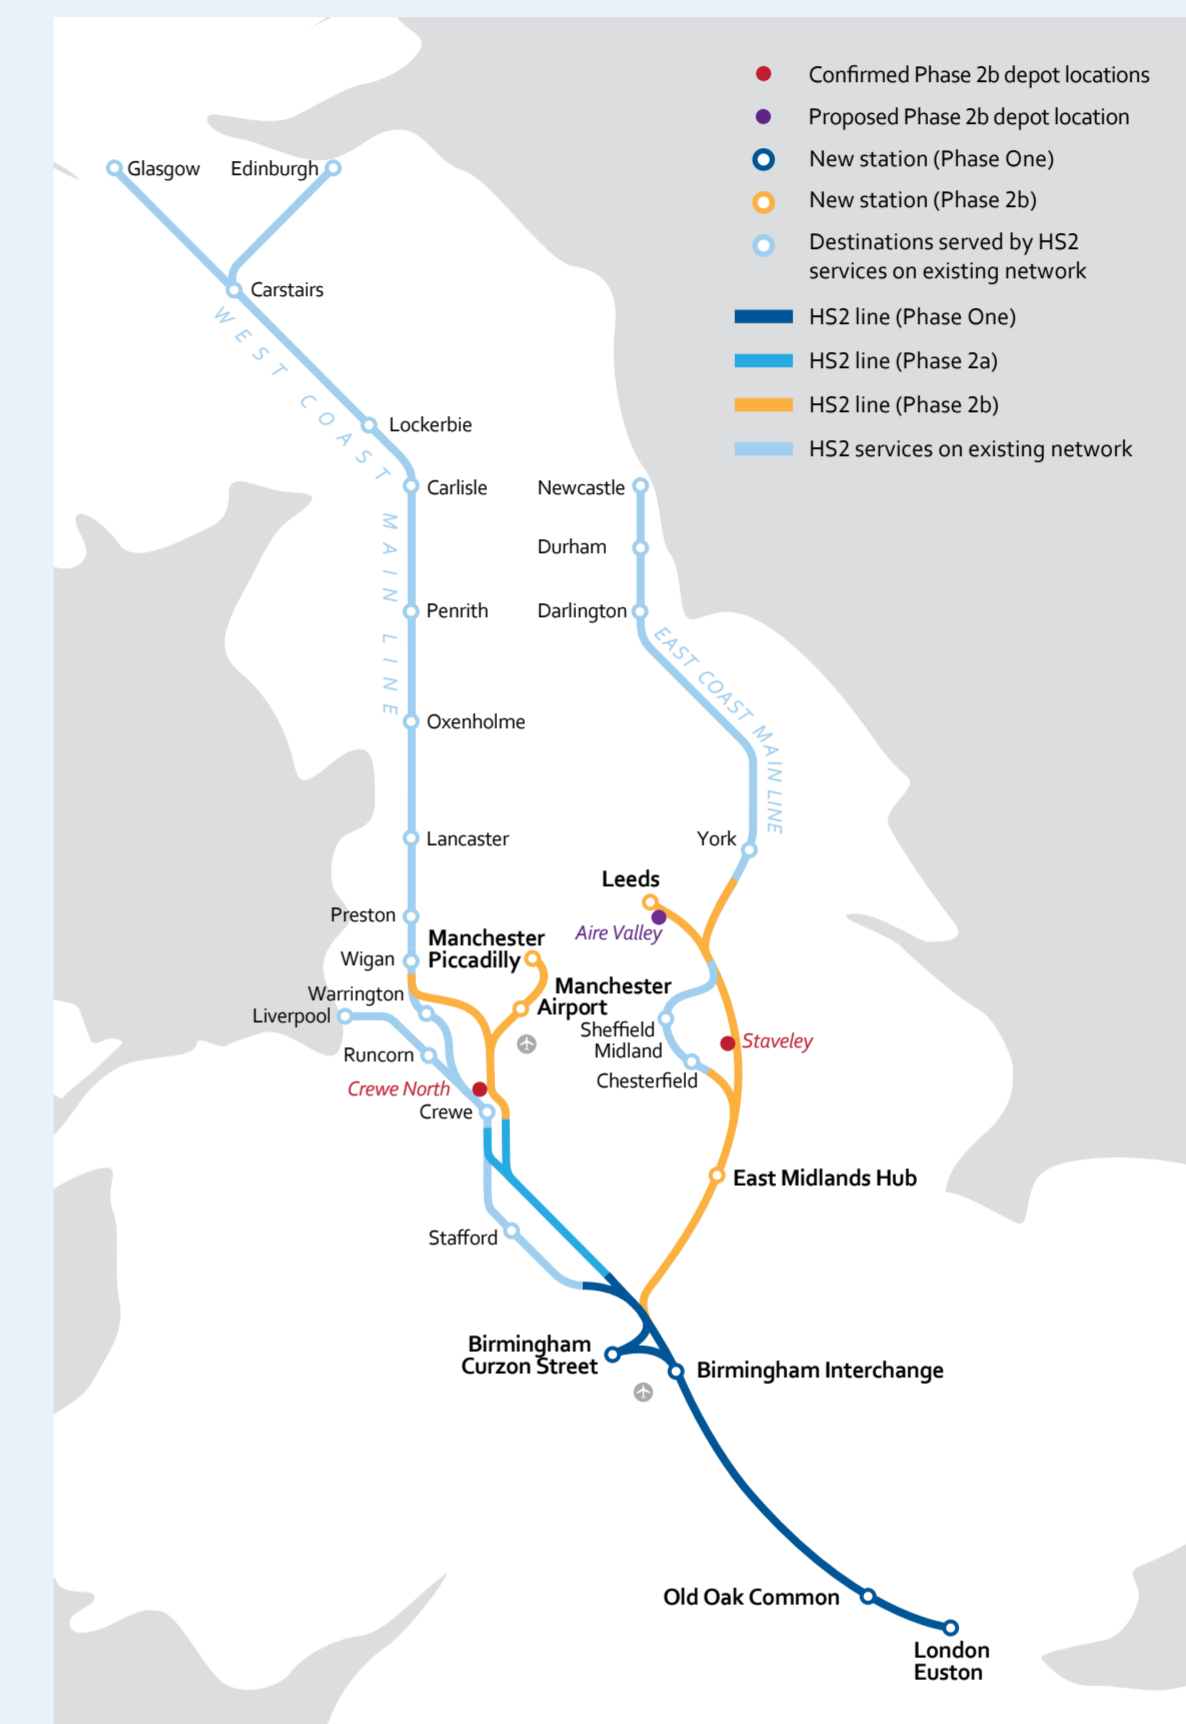 Confirmed Phase 2b depot locations
Proposed Phase 2b depot location
New station (Phase One)
New station (Phase 2b)
Destinations served by HS2
services on existing network
HS2 line (Phase One)
HS2 line (Phase 2a)
HS2 line (Phase 2b)
HS2 services on existing network
Glasgow
Edinburgh
Carstairs
WEST COAST MAIN LINE
Lockerbie
Carlisle
Newcastle
Durham
Penrith
Darlington
EAST COAST MAIN LINE
Oxenholme
Lancaster
York
Leeds
Preston
Aire Valley
Manchester
Piccadilly
Wigan
Manchester
Airport
Warrington
Liverpool
Sheffield
Midland
Staveley
Runcorn
Chesterfield
Crewe North
Crewe
East Midlands Hub
Stafford
Birmingham
Curzon Street
Birmingham Interchange
Old Oak Common
London
Euston